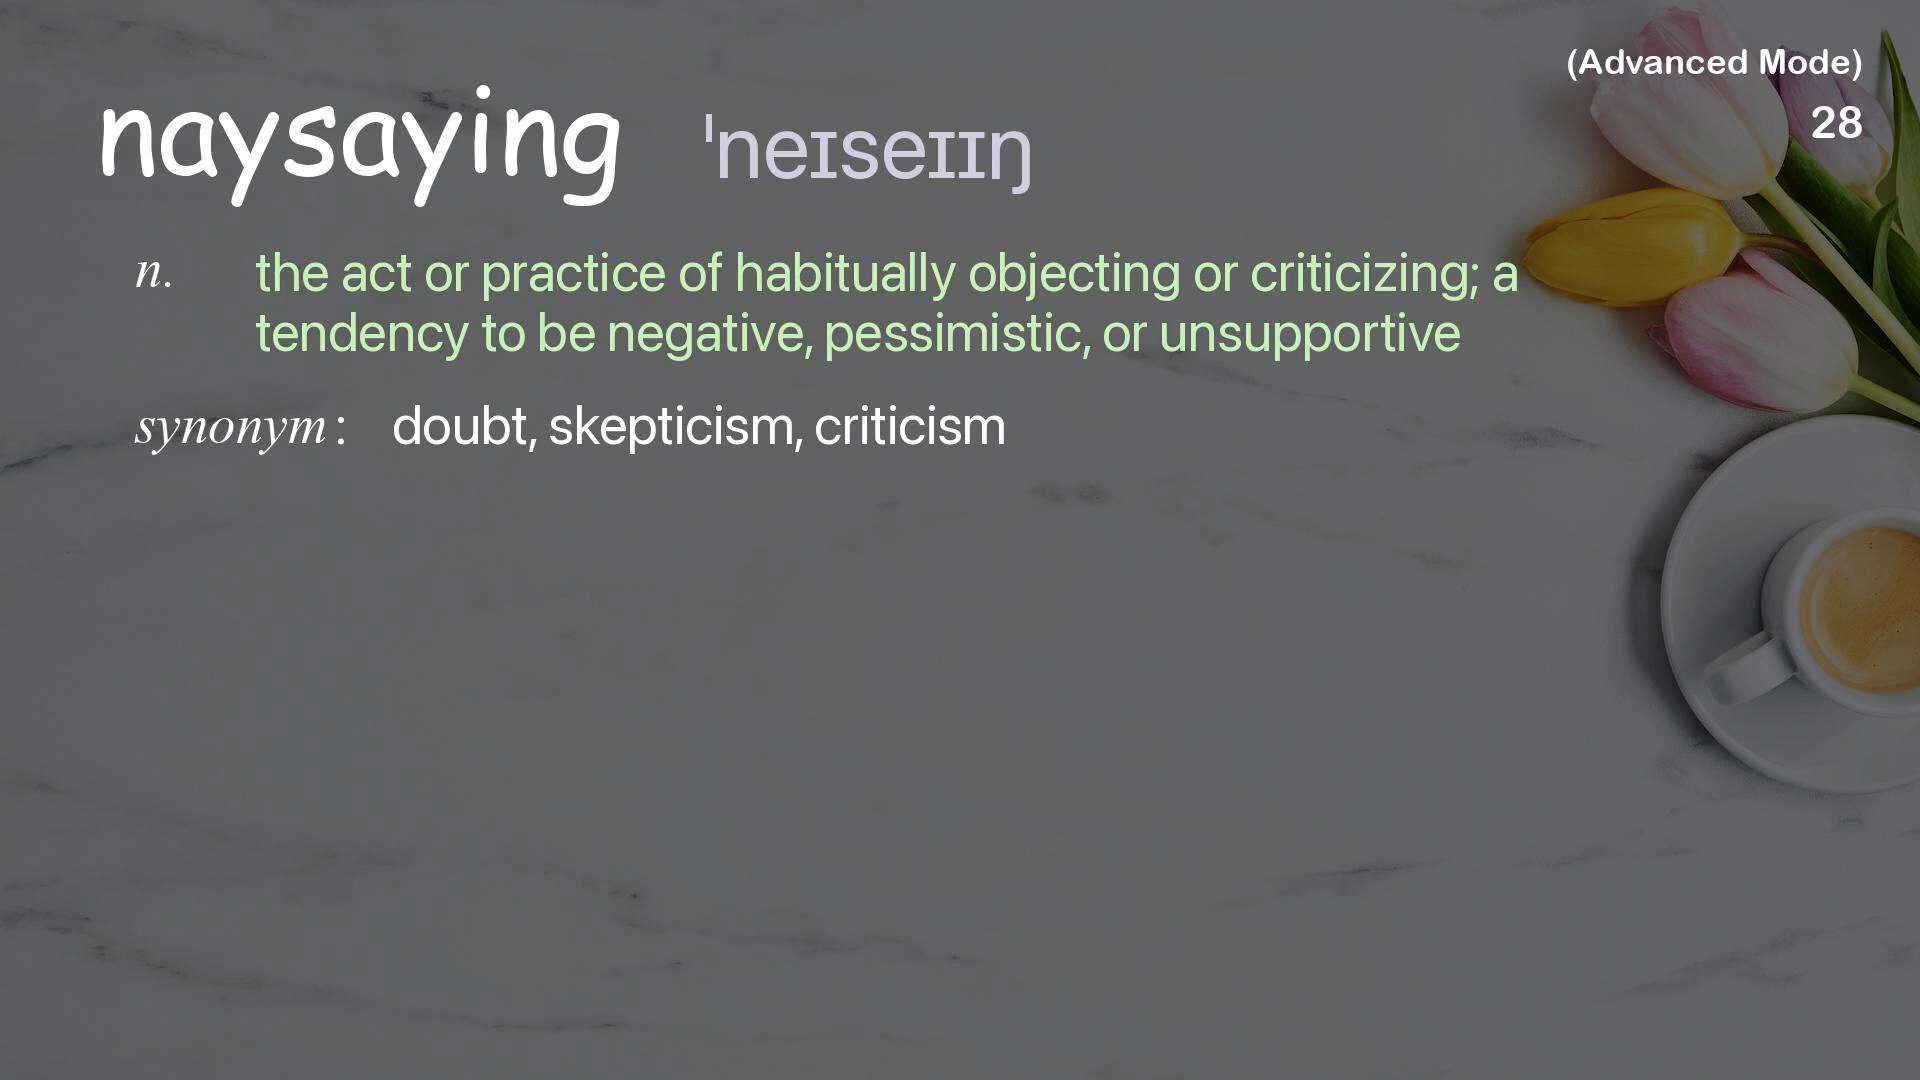 (Advanced Mode)
naysaying ˈneɪseɪɪŋ
28
n. the act or practice of habitually objecting or criticizing; a
tendency to be negative, pessimistic, or unsupportive
synonym : doubt, skepticism, criticism